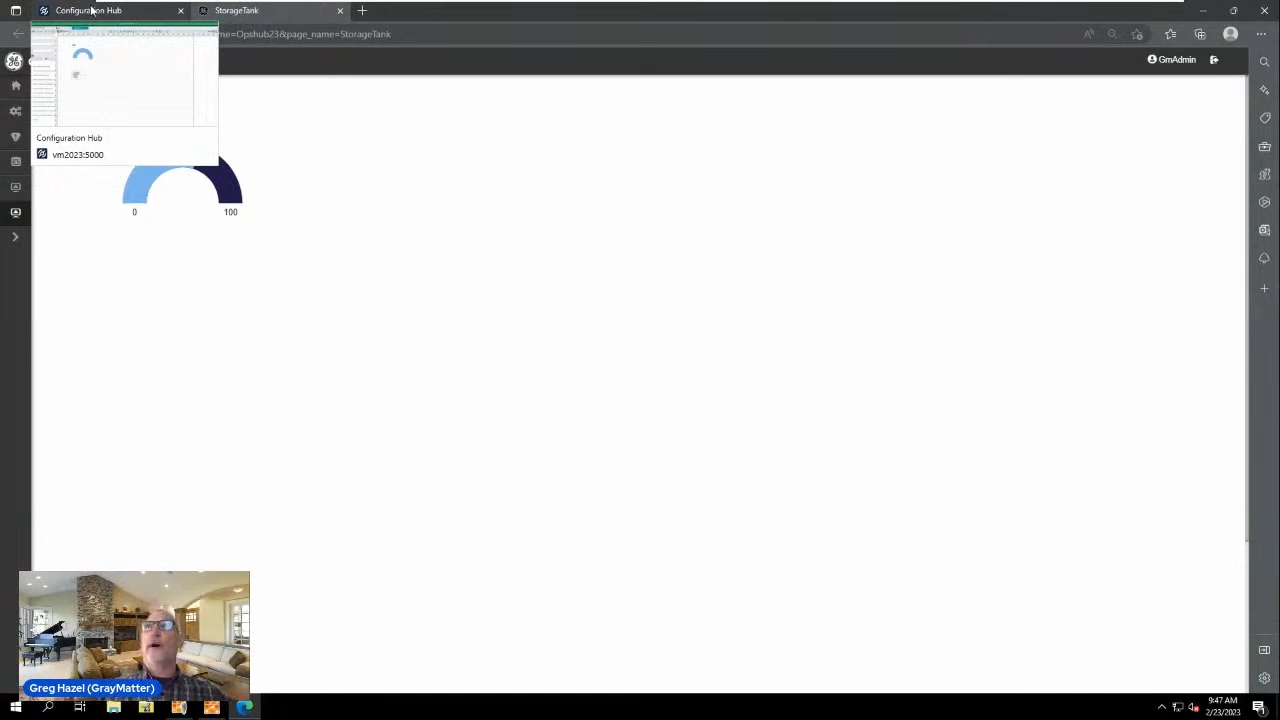 Configuration Hub
StorageTank
me=Opshub23&page_name=StorageTank
GmAdmin
Configuration Hub
vm2023:5000
0
100
Greg Hazel (GrayMatter)
9:47 AM
2/23/2023